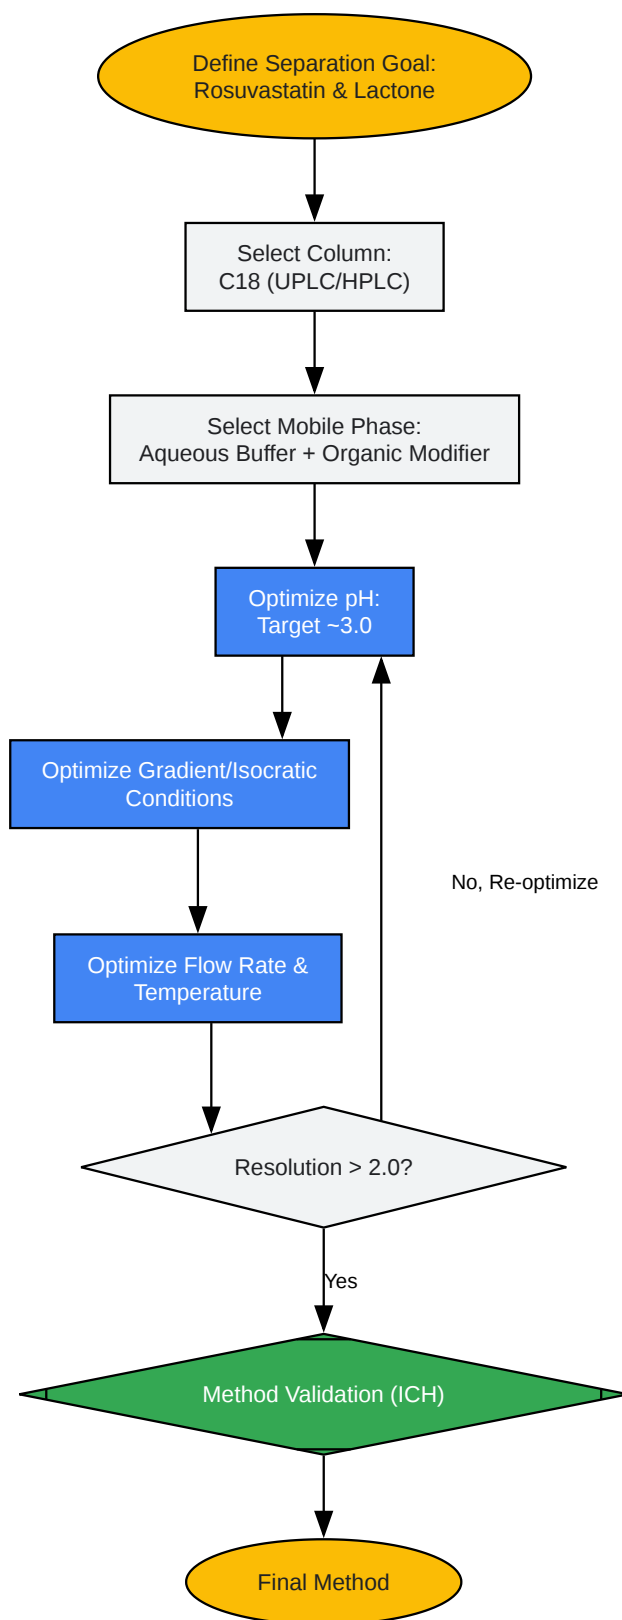 Define Separation Goal:
Rosuvastatin & Lactone
Select Column:
C18 (UPLC/HPLC)
Select Mobile Phase:
Aqueous Buffer + Organic Modifier
Optimize pH:
Target ~3.0
Optimize Gradient/Isocratic
Conditions
No, Re-optimize
Optimize Flow Rate &
Temperature
Resolution > 2.0?
Yes
Method Validation (ICH)
Final Method